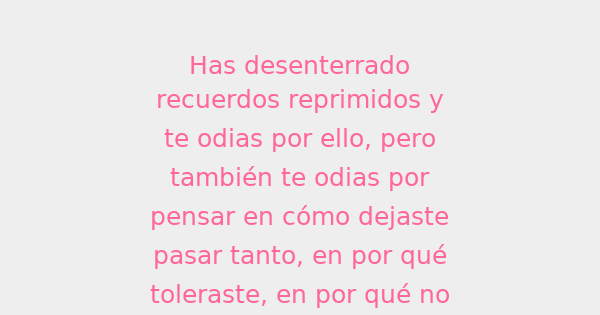 Has desenterrado
recuerdos reprimidos y
te odias por ello, pero
también te odias por
pensar en cómo dejaste
pasar tanto, en por qué
toleraste, en por qué no